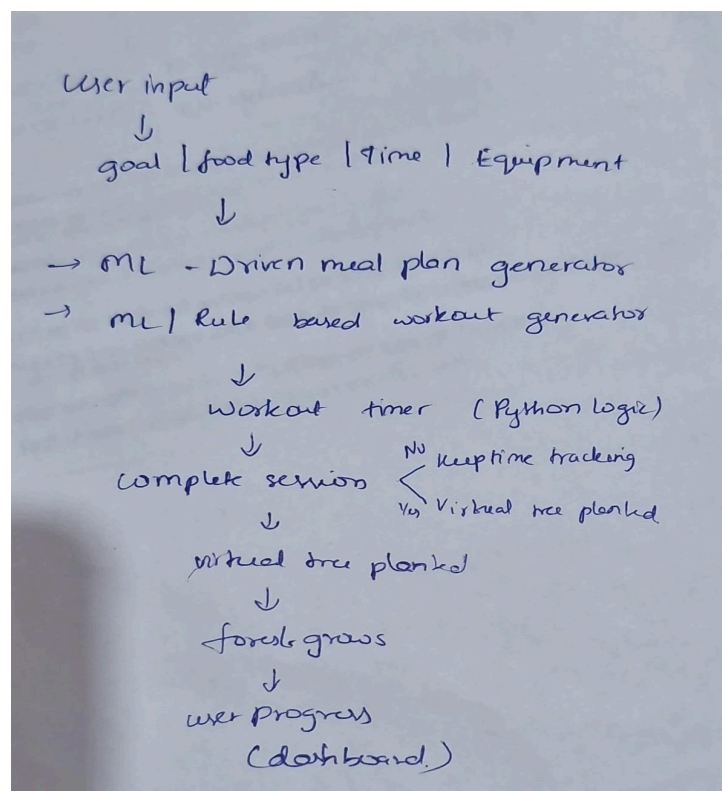 User input
↓
goal | food type | Time | Equipment
↓
→ ML - Driven meal plan generator
→ ML | Rule based workout generator
↓
Workout timer (Python logic)
↓
No Keep time tracking
complete session
Yes Virtual tree planted
↓
virtual tree planted
↓
forest grows
↓
user progress
(dashboard.)